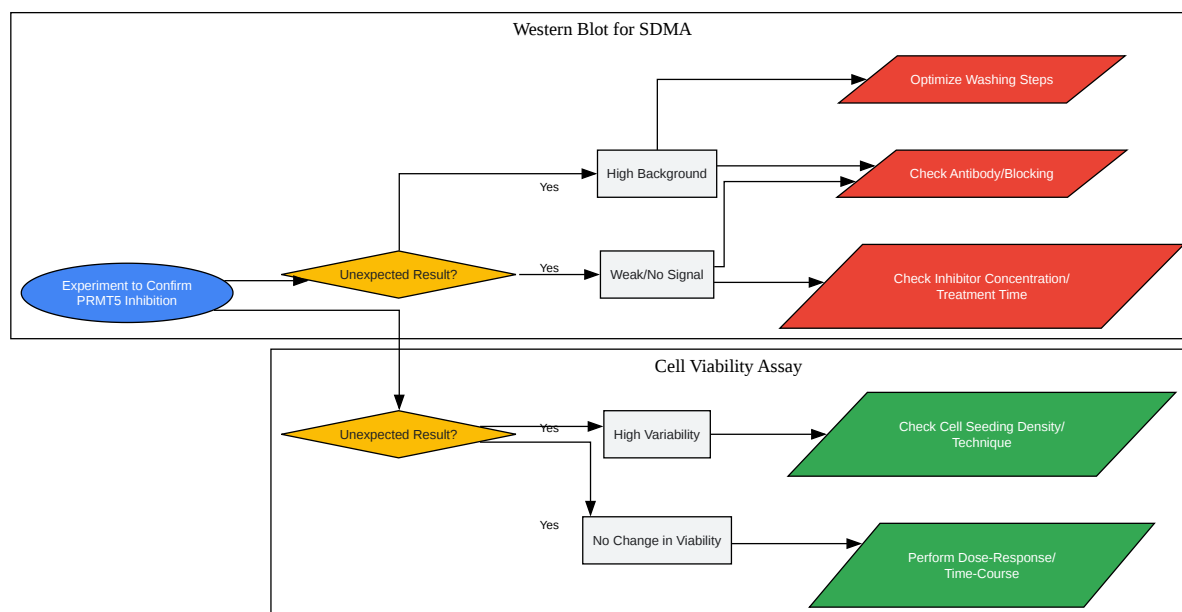 Western Blot for SDMA
Optimize Washing Steps
High Background
Check Antibody/Blocking
Yes
Experiment to Confirm
PRMT5 Inhibition
Unexpected Result?
Yes
Weak/No Signal
Check Inhibitor Concentration/
Treatment Time
Cell Viability Assay
Unexpected Result?
Yes
High Variability
Check Cell Seeding Density/
Technique
Yes
No Change in Viability
Perform Dose-Response/
Time-Course